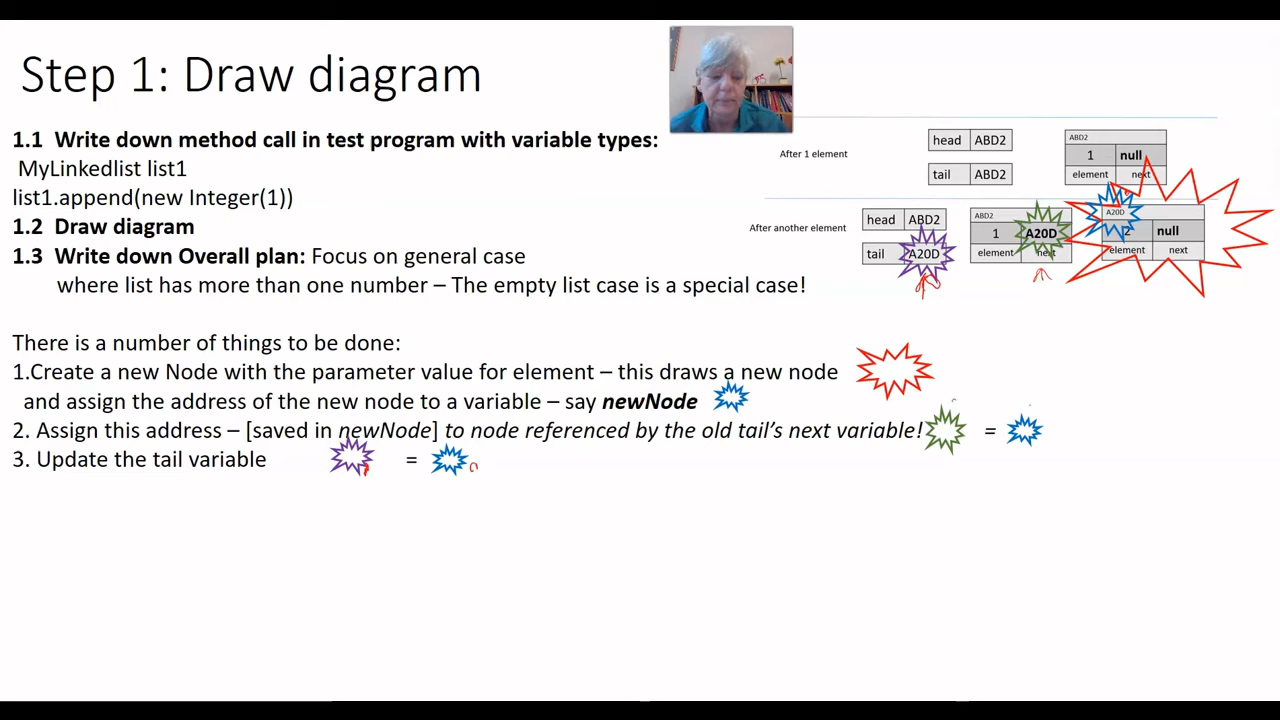 Step 1: Draw diagram
1.1 Write down method call in test program with variable types:
MyLinkedlist list1
list1.append(new Integer(1))
1.2 Draw diagram
1.3 Write down Overall plan: Focus on general case
where list has more than one number – The empty list case is a special case!
There is a number of things to be done:
1.Create a new Node with the parameter value for element – this draws a new node
nd assign the address of the new node to a variable – say newNode
2. Assign this address – [saved in newNode] to node referenced by the old tail's next variable! =
3. Update the tail variable =
After 1 element
head ABD2
tail ABD2
ABD2
1 null
element next
After another element
head ABD2
tail A20D
ABD2
1 A20D
element next
A20D
2 null
element next